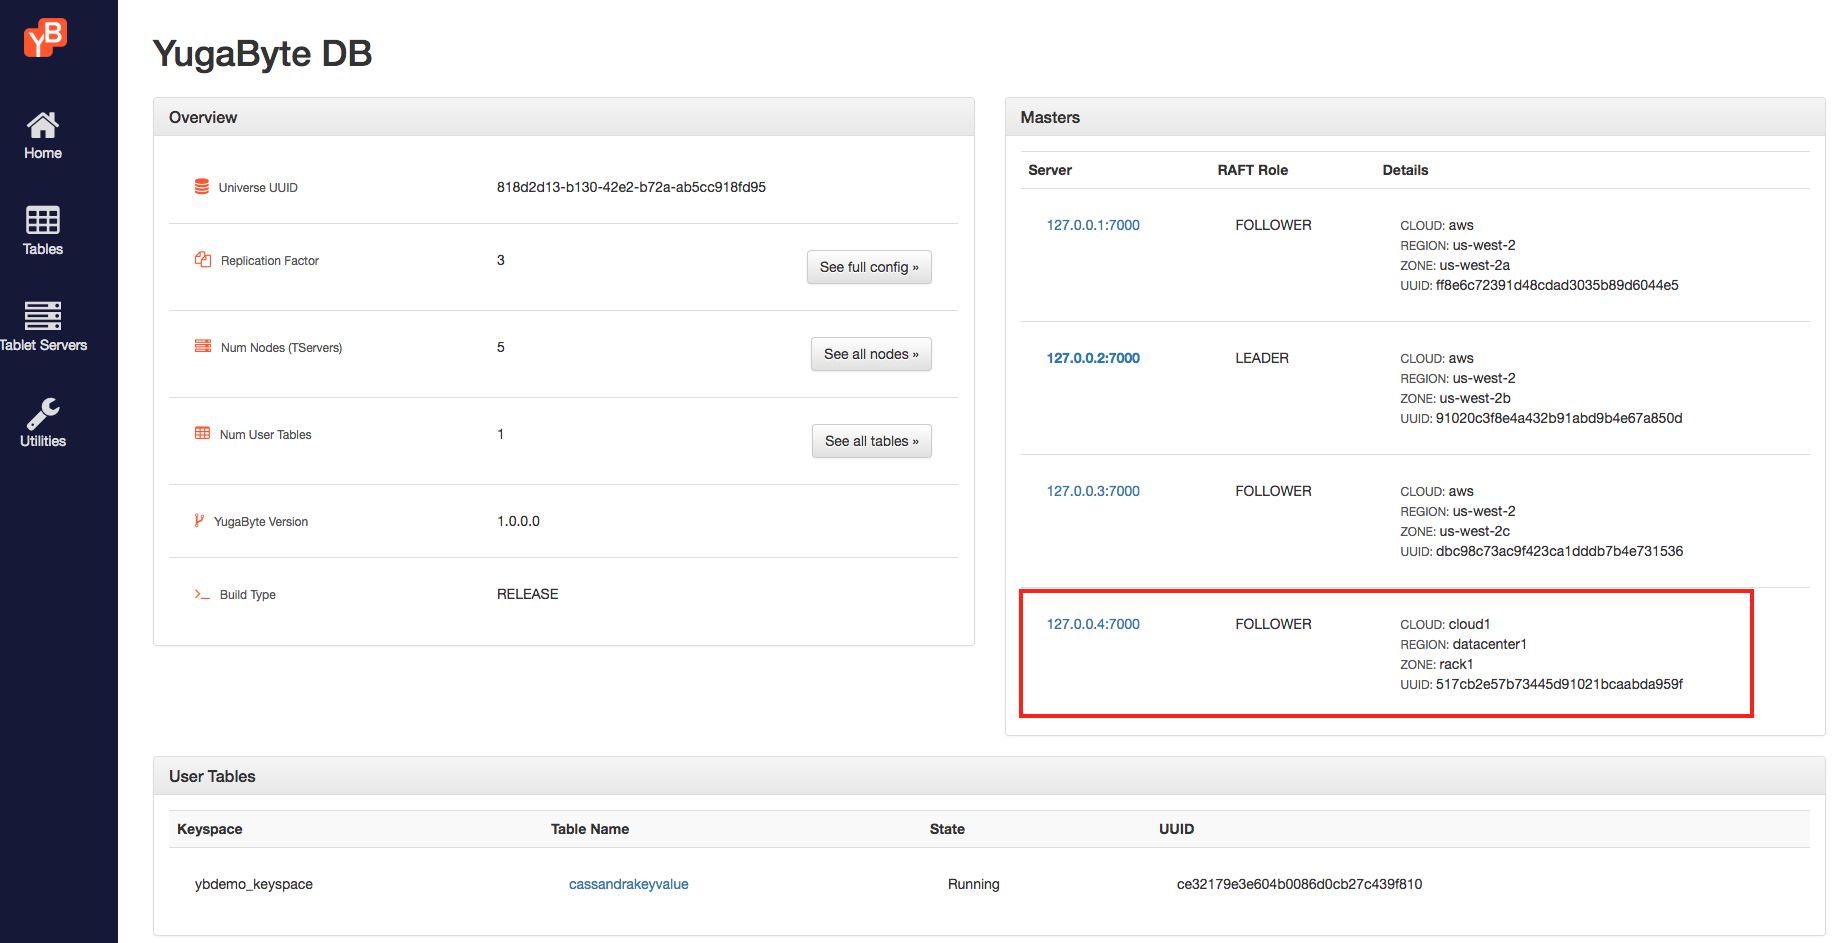 YB
Home
Tables
Tablet Servers
Utilities
YugaByte DB
Overview
Universe UUID 818d2d13-b130-42e2-b72a-ab5cc918fd95
Replication Factor 3 See full config »
Num Nodes (TServers) 5 See all nodes »
Num User Tables 1 See all tables »
YugaByte Version 1.0.0.0
Build Type RELEASE
Masters
Server RAFT Role Details
127.0.0.1:7000 FOLLOWER CLOUD: aws
REGION: us-west-2
ZONE: us-west-2a
UUID: ff8e6c72391d48cdad3035b89d6044e5
127.0.0.2:7000 LEADER CLOUD: aws
REGION: us-west-2
ZONE: us-west-2b
UUID: 91020c3f8e4a432b91abd9b4e67a850d
127.0.0.3:7000 FOLLOWER CLOUD: aws
REGION: us-west-2
ZONE: us-west-2c
UUID: dbc98c73ac9f423ca1dddb7b4e731536
127.0.0.4:7000 FOLLOWER CLOUD: cloud1
REGION: datacenter1
ZONE: rack1
UUID: 517cb2e57b73445d91021bcaabda959f
User Tables
Keyspace Table Name State UUID
ybdemo_keyspace cassandrakeyvalue Running ce32179e3e604b0086d0cb27c439f810